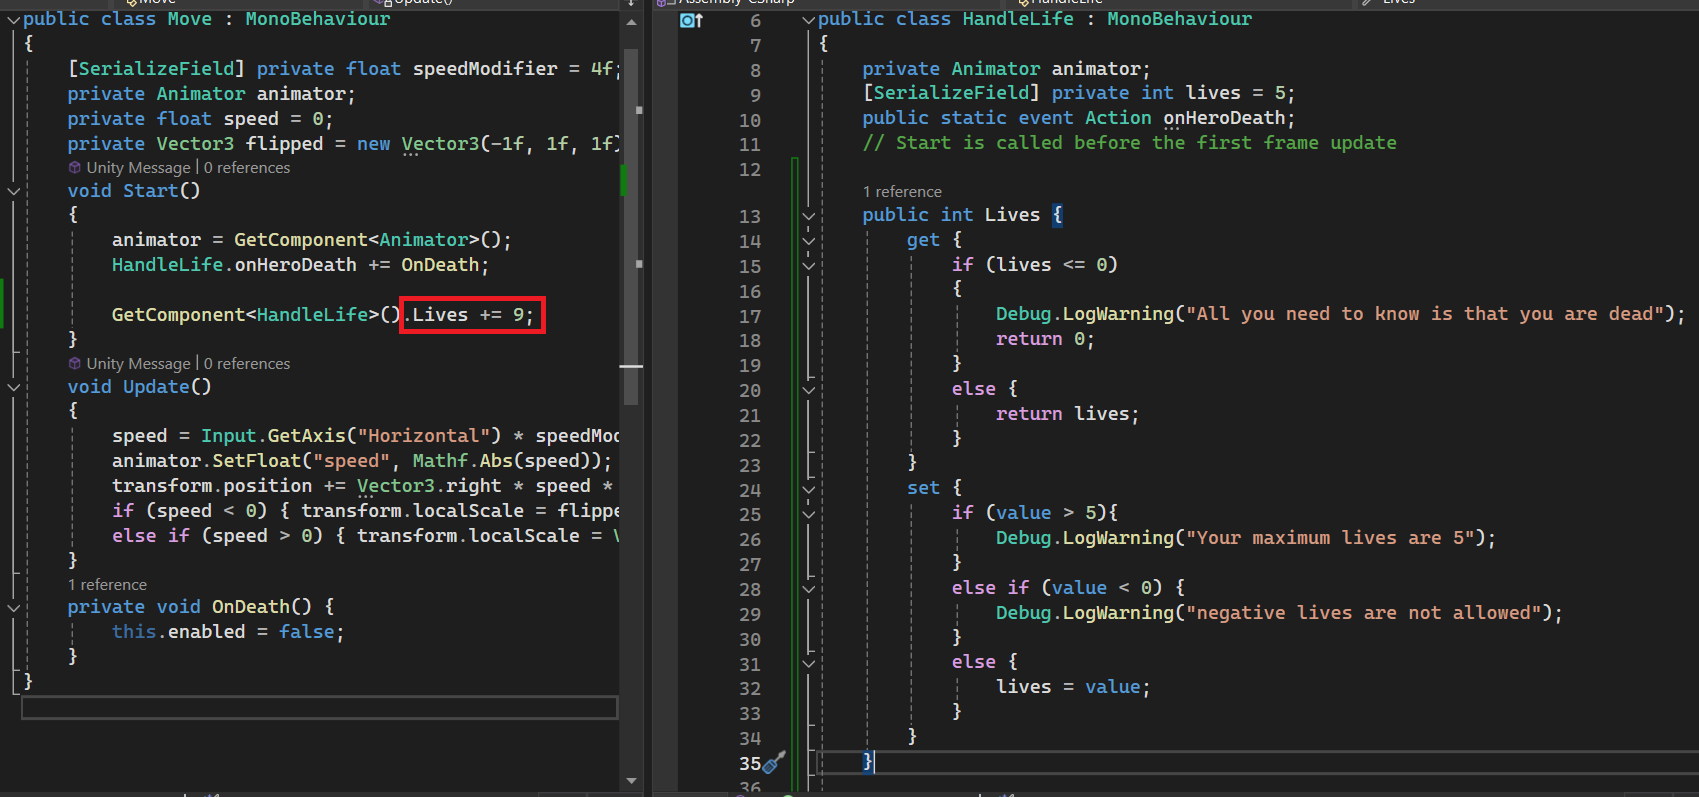 Move
Update()
public class Move : MonoBehaviour
{
[SerializeField] private float speedModifier = 4f;
private Animator animator;
private float speed = 0;
private Vector3 flipped = new Vector3(-1f, 1f, 1f)
Unity Message | 0 references
void Start()
{
animator = GetComponent<Animator>();
HandleLife.onHeroDeath += OnDeath;
GetComponent<HandleLife>().Lives += 9;
}
Unity Message | 0 references
void Update()
{
speed = Input.GetAxis("Horizontal") * speedMod
animator.SetFloat("speed", Mathf.Abs(speed));
transform.position += Vector3.right * speed *
if (speed < 0) { transform.localScale = flippe
else if (speed > 0) { transform.localScale = V
}
1 reference
private void OnDeath() {
this.enabled = false;
}
}
Assembly-CSharp
HandleLife
Lives
6 public class HandleLife : MonoBehaviour
7 {
8 private Animator animator;
9 [SerializeField] private int lives = 5;
10 public static event Action onHeroDeath;
11 // Start is called before the first frame update
12
1 reference
13 public int Lives {
14 get {
15 if (lives <= 0)
16 {
17 Debug.LogWarning("All you need to know is that you are dead");
18 return 0;
19 }
20 else {
21 return lives;
22 }
23 }
24 set {
25 if (value > 5){
26 Debug.LogWarning("Your maximum lives are 5");
27 }
28 else if (value < 0) {
29 Debug.LogWarning("negative lives are not allowed");
30 }
31 else {
32 lives = value;
33 }
34 }
35 }
36